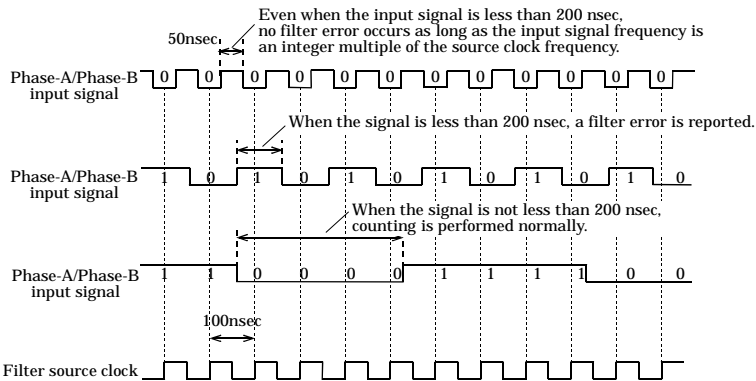 Even when the input signal is less than 200 nsec,
no filter error occurs as long as the input signal frequency is
an integer multiple of the source clock frequency.
50nsec
Phase-A/Phase-B
input signal
0 0 0 0 0 0 0 0 0 0 0 0
When the signal is less than 200 nsec, a filter error is reported.
Phase-A/Phase-B
input signal
1 0 1 0 1 0 1 0 1 0 1 0
When the signal is not less than 200 nsec,
counting is performed normally.
Phase-A/Phase-B
input signal
1 1 0 0 0 0 1 1 1 1 0 0
100nsec
Filter source clock